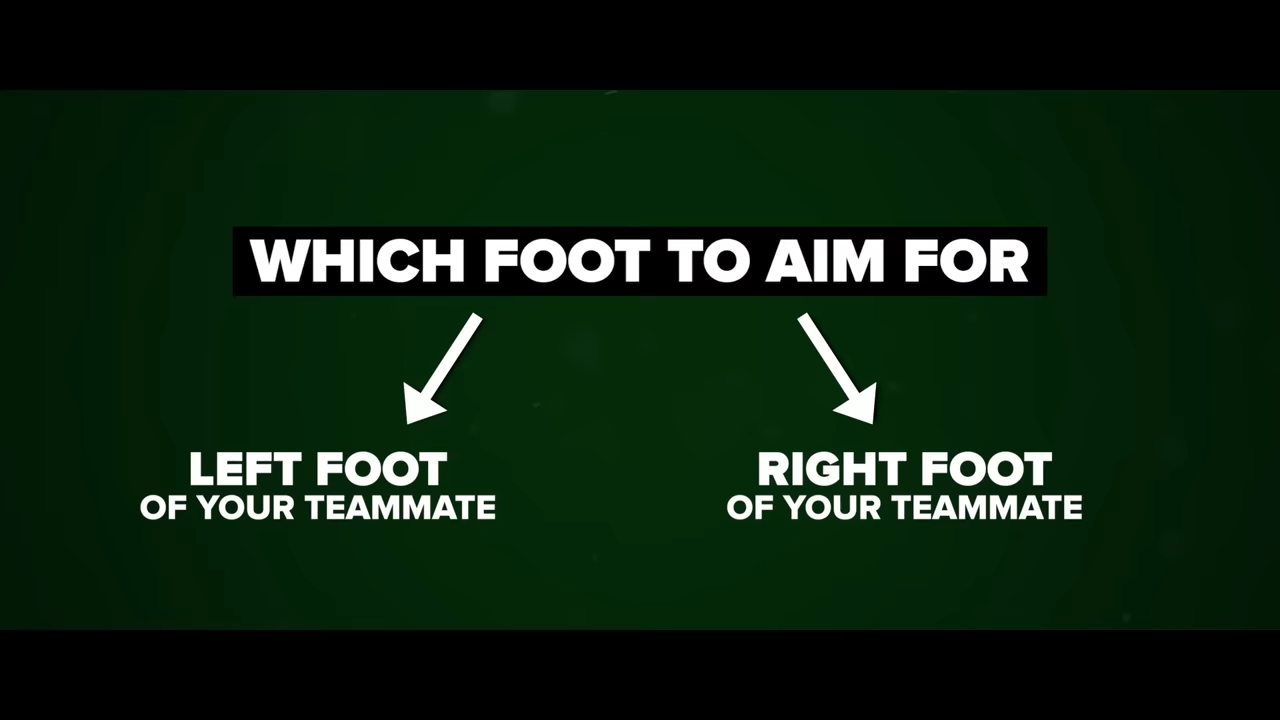 WHICH FOOT TO AIM FOR
LEFT FOOT
OF YOUR TEAMMATE
RIGHT FOOT
OF YOUR TEAMMATE